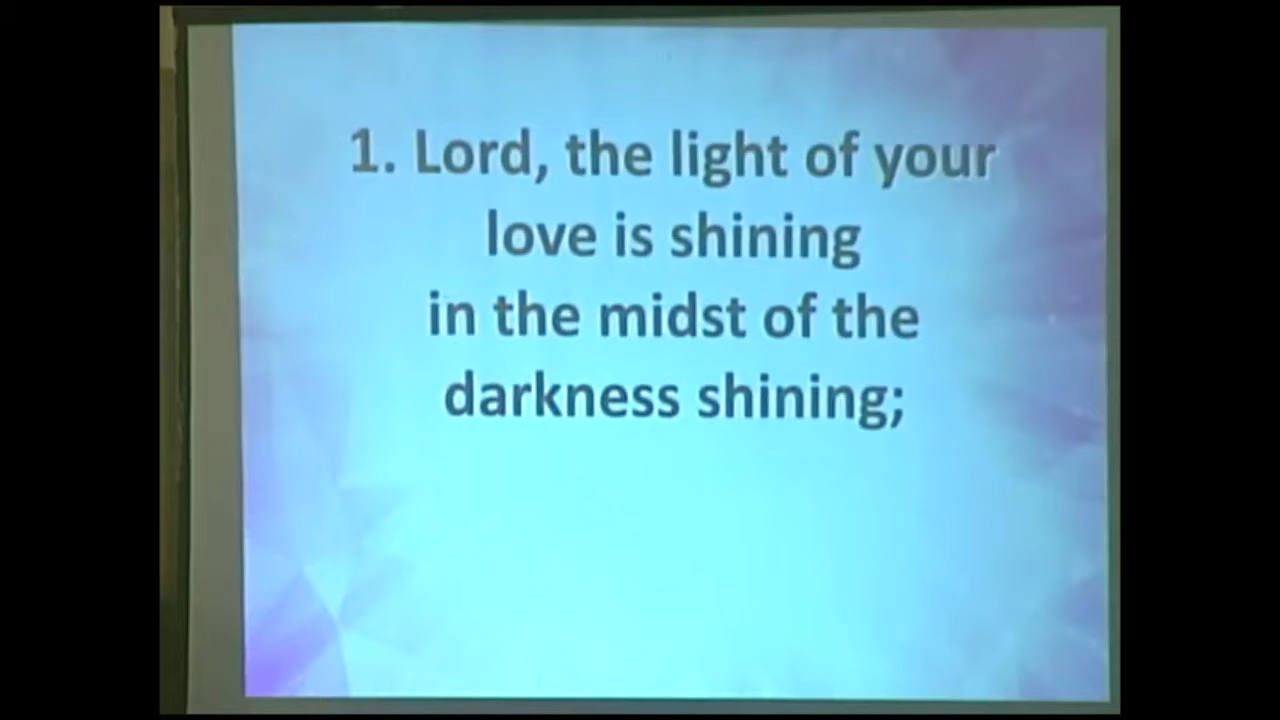 1. Lord, the light of your
love is shining
in the midst of the
darkness shining;